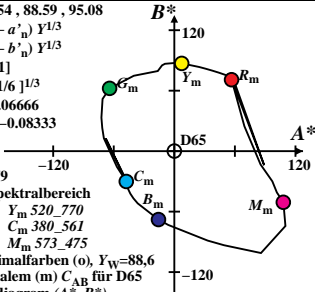 54 , 88.59 , 95.08
B*
– a'n) Y1/3
120
– b'n) Y1/3
1]
Ym
Rm
Gm
1/6 ]1/3
06666
–0.08333
D65
A*
–120
120
9
Cm
pektralbereich
Bm
Ym 520_770
Mm
Cm 380_561
Mm 573_475
imalfarben (o), YW=88,6
alem (m) CAB für D65
–120